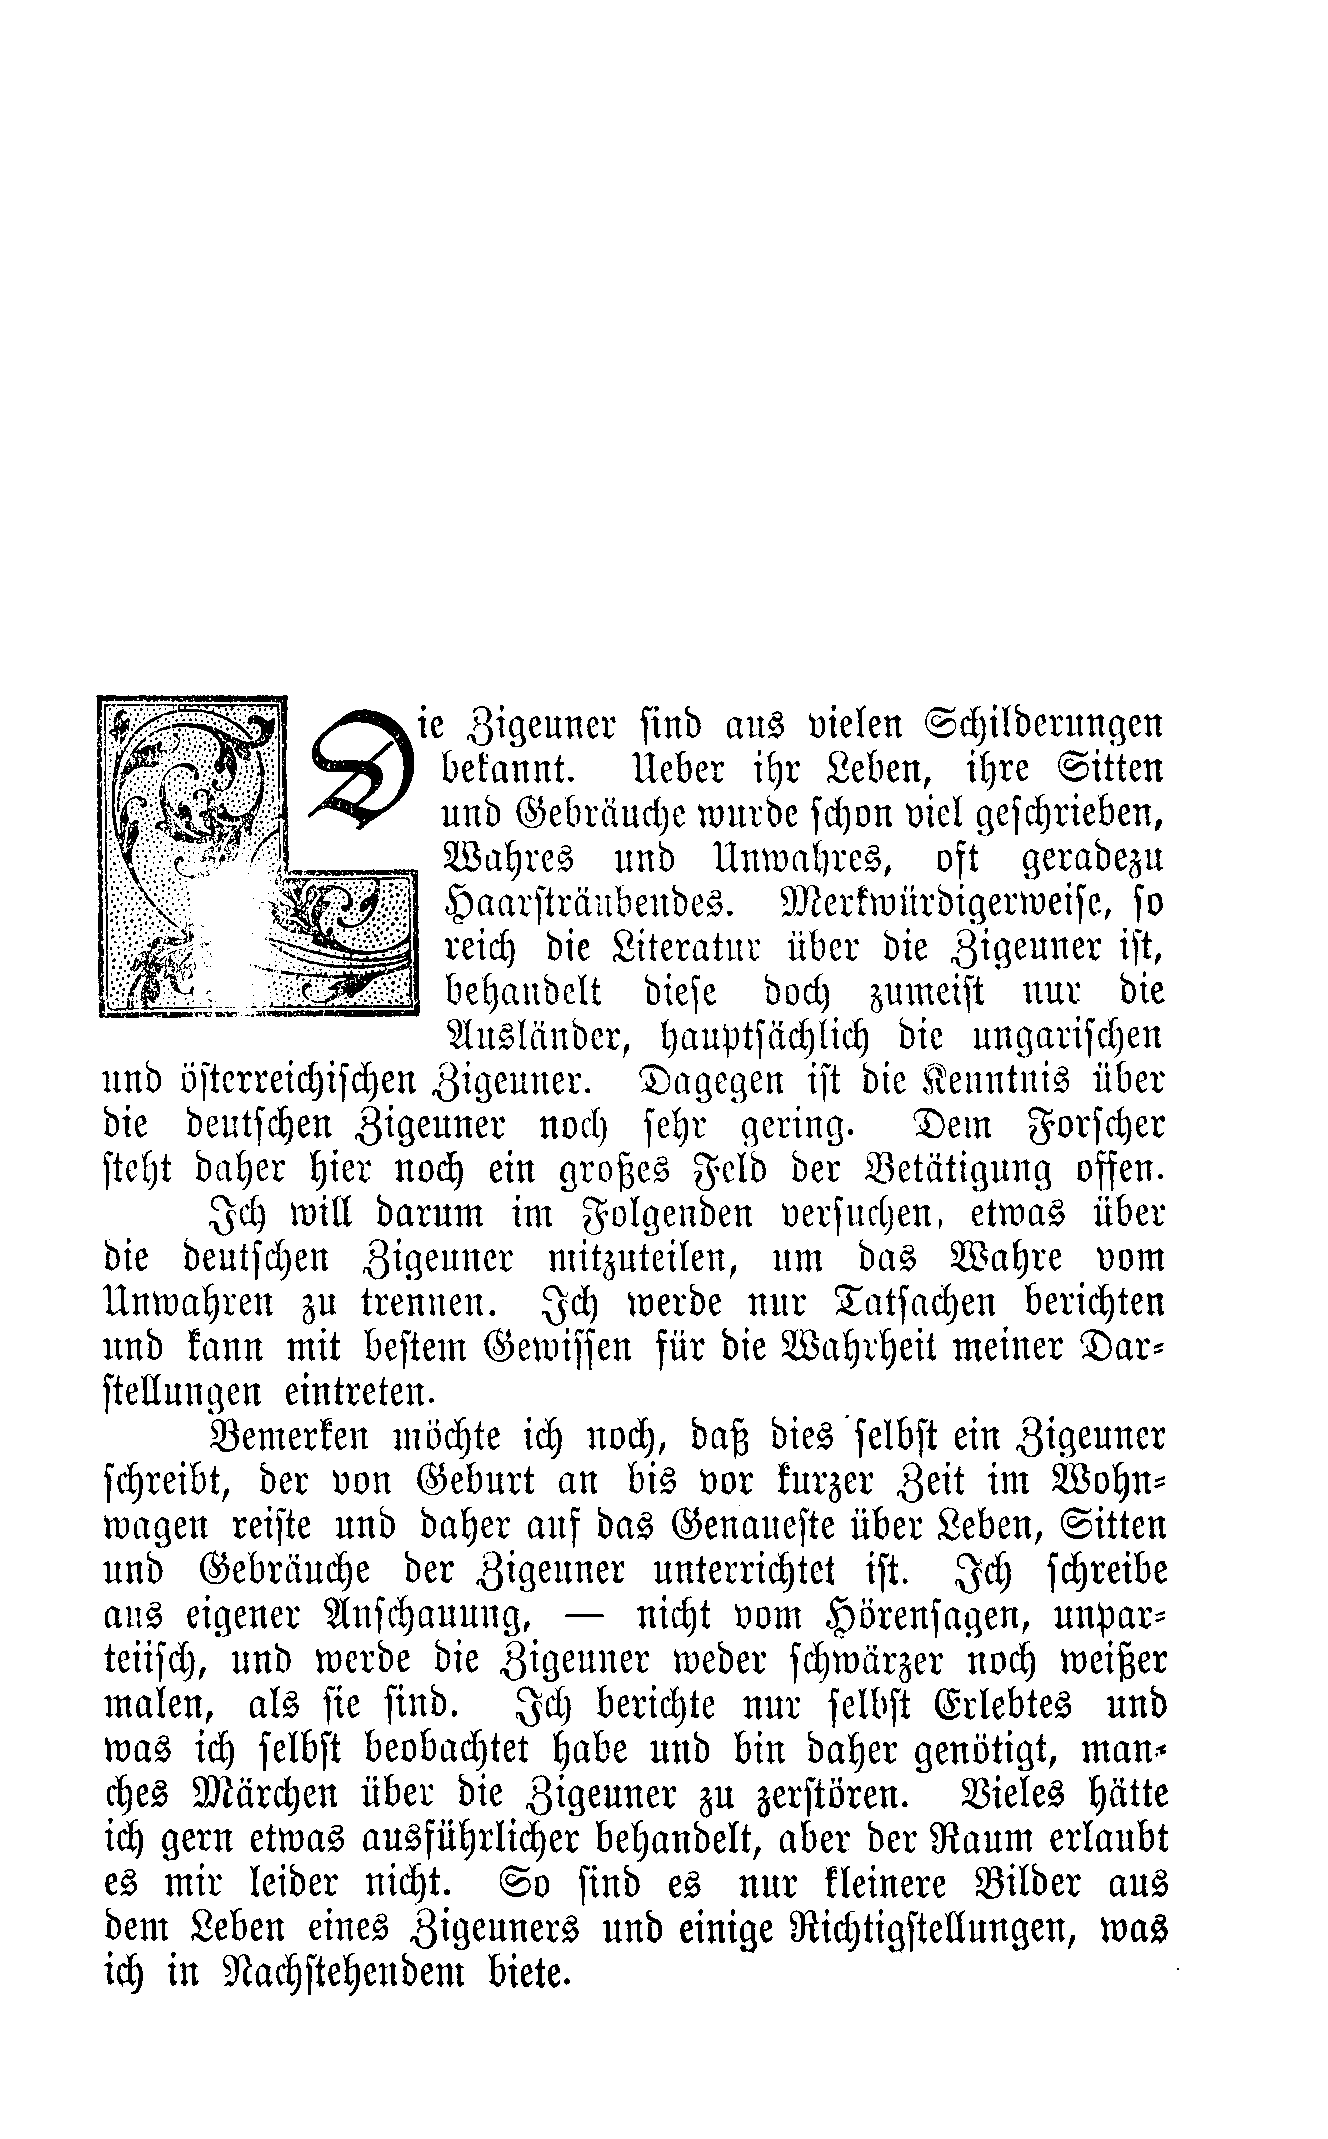 Die Zigeuner sind aus vielen Schilderungen
bekannt. Ueber ihr Leben, ihre Sitten
und Gebräuche wurde schon viel geschrieben,
Wahres und Unwahres, oft geradezu
Haarsträubendes. Merkwürdigerweise, so
reich die Literatur über die Zigeuner ist,
behandelt diese doch zumeist nur die
Ausländer, hauptsächlich die ungarischen
und österreichischen Zigeuner. Dagegen ist die Kenntnis über
die deutschen Zigeuner noch sehr gering. Dem Forscher
steht daher hier noch ein großes Feld der Betätigung offen.
Ich will darum im Folgenden versuchen, etwas über
die deutschen Zigeuner mitzuteilen, um das Wahre vom
Unwahren zu trennen. Ich werde nur Tatsachen berichten
und kann mit bestem Gewissen für die Wahrheit meiner Dar-
stellungen eintreten.
Bemerken möchte ich noch, daß dies selbst ein Zigeuner
schreibt, der von Geburt an bis vor kurzer Zeit im Wohn-
wagen reiste und daher auf das Genaueste über Leben, Sitten
und Gebräuche der Zigeuner unterrichtet ist. Ich schreibe
aus eigener Anschauung, — nicht vom Hörensagen, unpar-
teiisch, und werde die Zigeuner weder schwärzer noch weißer
malen, als sie sind. Ich berichte nur selbst Erlebtes und
was ich selbst beobachtet habe und bin daher genötigt, man-
ches Märchen über die Zigeuner zu zerstören. Vieles hätte
ich gern etwas ausführlicher behandelt, aber der Raum erlaubt
es mir leider nicht. So sind es nur kleinere Bilder aus
dem Leben eines Zigeuners und einige Richtigstellungen, was
ich in Nachstehendem biete.